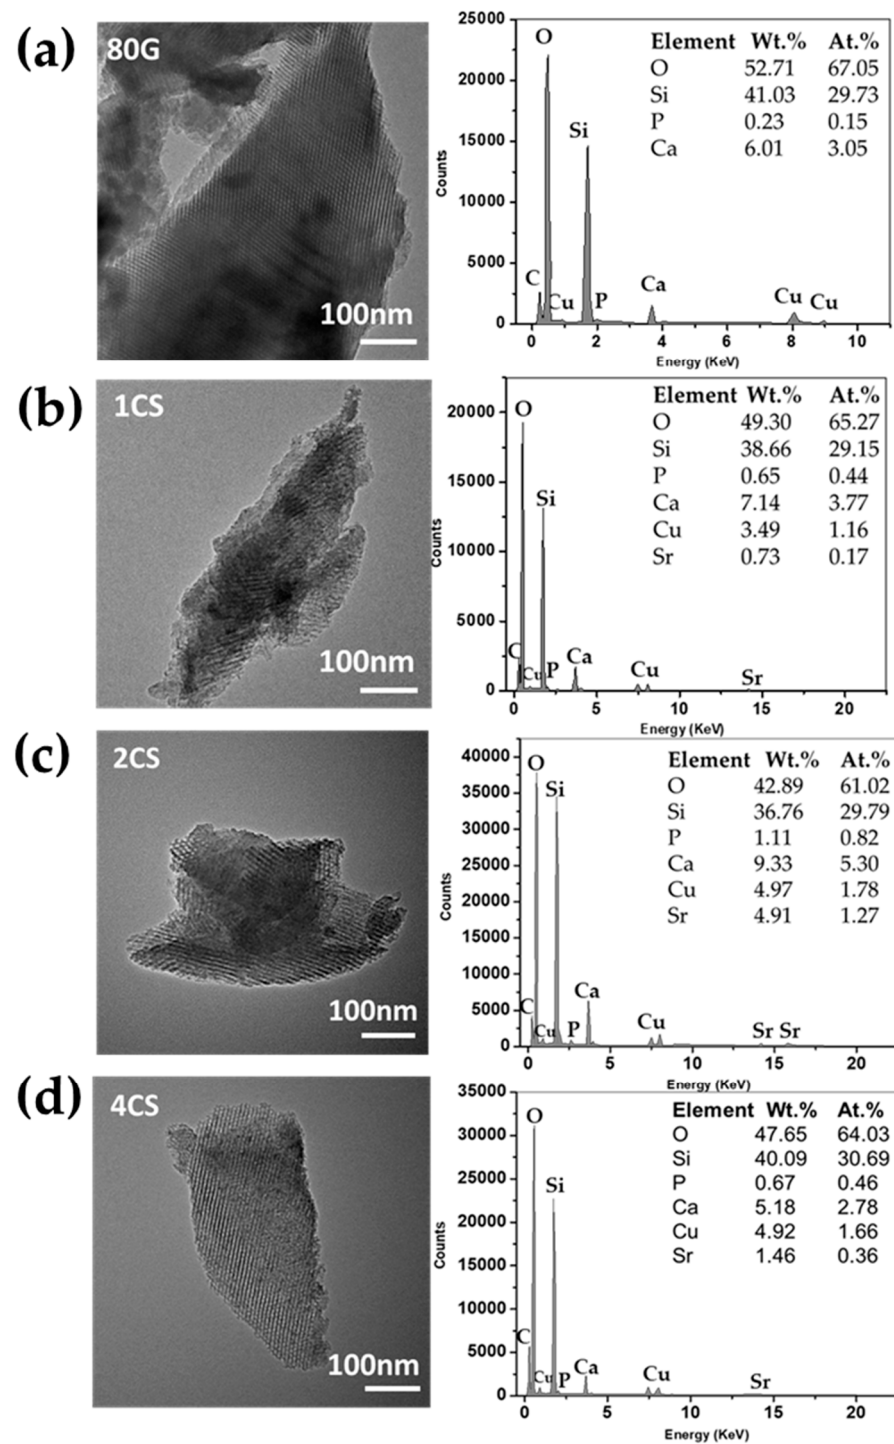 (a)
80G
100nm
25000
20000
15000
10000
5000
0
Counts
O
Si
C
Cu
P
Ca
Cu
Cu
Element Wt.% At.%
O 52.71 67.05
Si 41.03 29.73
P 0.23 0.15
Ca 6.01 3.05
0 2 4 6 8 10
Energy (KeV)
(b)
1CS
100nm
20000
15000
10000
5000
0
Counts
O
Si
C
Cu
P
Ca
Cu
Sr
Element Wt.% At.%
O 49.30 65.27
Si 38.66 29.15
P 0.65 0.44
Ca 7.14 3.77
Cu 3.49 1.16
Sr 0.73 0.17
0 5 10 15 20
Energy (KeV)
(c)
2CS
100nm
40000
35000
30000
25000
20000
15000
10000
5000
0
Counts
O
Si
C
Cu
P
Ca
Cu
Sr Sr
Element Wt.% At.%
O 42.89 61.02
Si 36.76 29.79
P 1.11 0.82
Ca 9.33 5.30
Cu 4.97 1.78
Sr 4.91 1.27
0 5 10 15 20
Energy (KeV)
(d)
4CS
100nm
35000
30000
25000
20000
15000
10000
5000
0
Counts
O
Si
C
Cu
P
Ca
Cu
Sr
Element Wt.% At.%
O 47.65 64.03
Si 40.09 30.69
P 0.67 0.46
Ca 5.18 2.78
Cu 4.92 1.66
Sr 1.46 0.36
0 5 10 15 20
Energy (KeV)